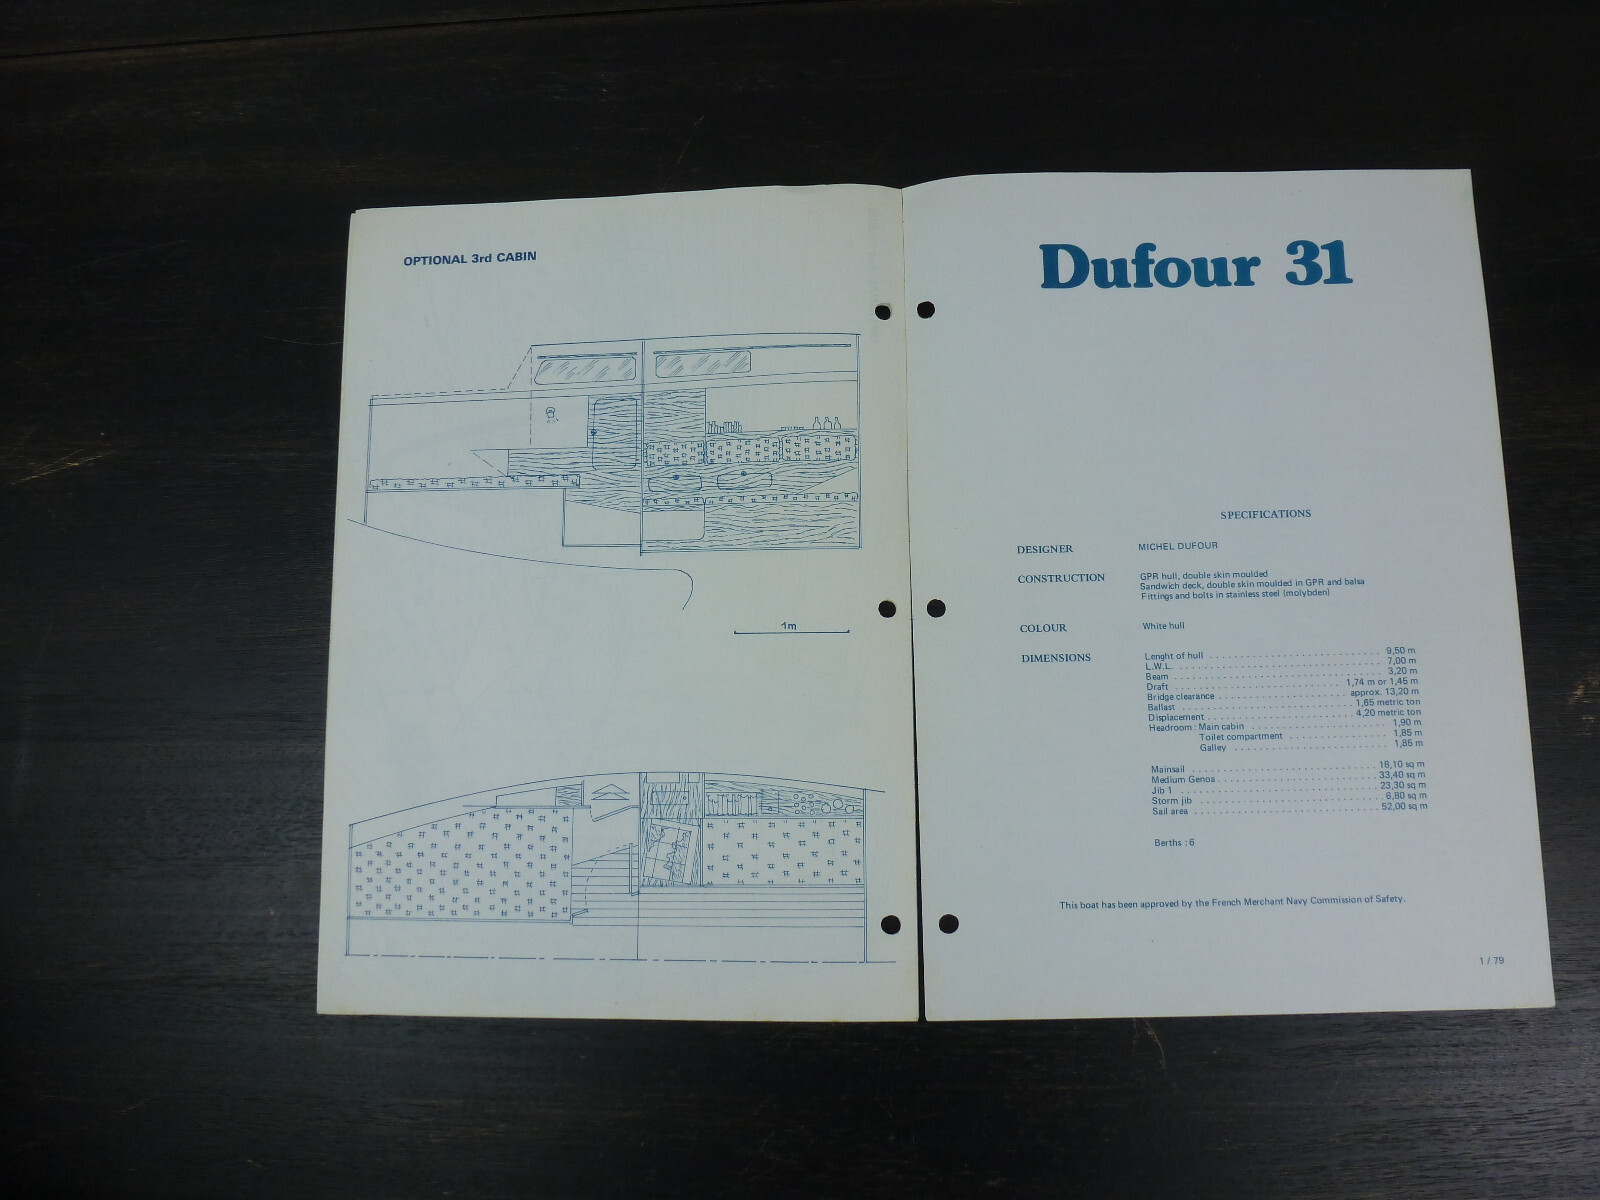 OPTIONAL 3rd CABIN
1m
Dufour 31
SPECIFICATIONS
DESIGNER MICHEL DUFOUR
CONSTRUCTION GPR hull, double skin moulded
Sandwich deck, double skin moulded in GPR and balsa
Fittings and bolts in stainless steel (molybden)
COLOUR White hull
DIMENSIONS Lenght of hull 9,50 m
L.W.L. 7,00 m
Beam 3,20 m
Draft 1,74 m or 1,45 m
Bridge clearance approx. 13,20 m
Ballast 1,65 metric ton
Displacement 4,20 metric ton
Headroom : Main cabin 1,90 m
Toilet compartment 1,85 m
Galley 1,85 m
Mainsail 18,10 sq m
Medium Genoa 33,40 sq m
Jib 1 23,30 sq m
Storm jib 6,80 sq m
Sail area 52,00 sq m
Berths : 6
This boat has been approved by the French Merchant Navy Commission of Safety.
1 / 79